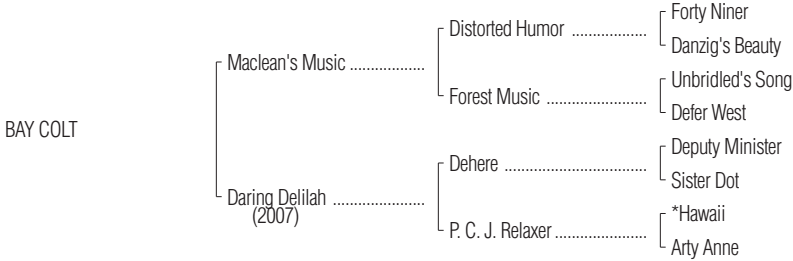 Forty Niner
Distorted Humor ..................
Danzig's Beauty
Maclean's Music ..................
Unbridled's Song
Forest Music ........................
Defer West
BAY COLT
Deputy Minister
Dehere ..................................
Sister Dot
Daring Delilah ......................
(2007)
*Hawaii
P. C. J. Relaxer ......................
Arty Anne